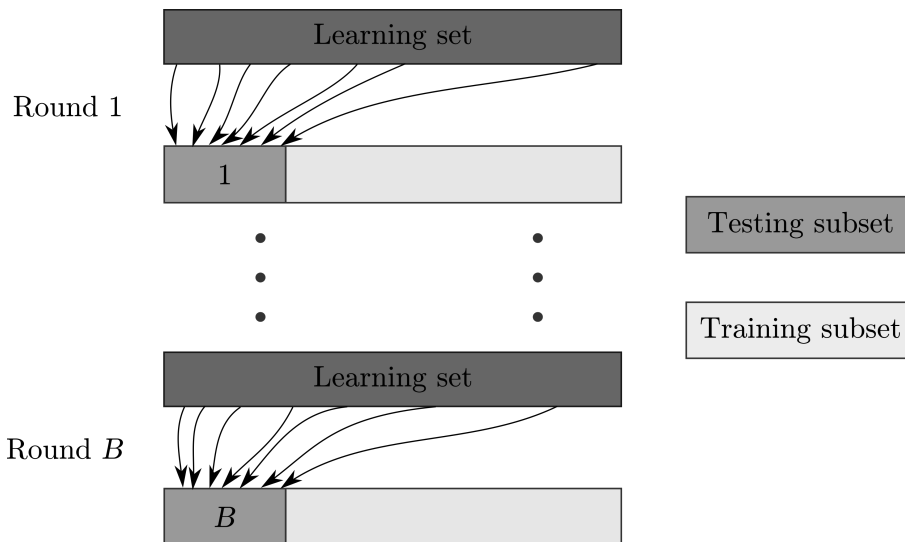 Learning set
Round 1
1
Testing subset
Training subset
Learning set
Round B
B